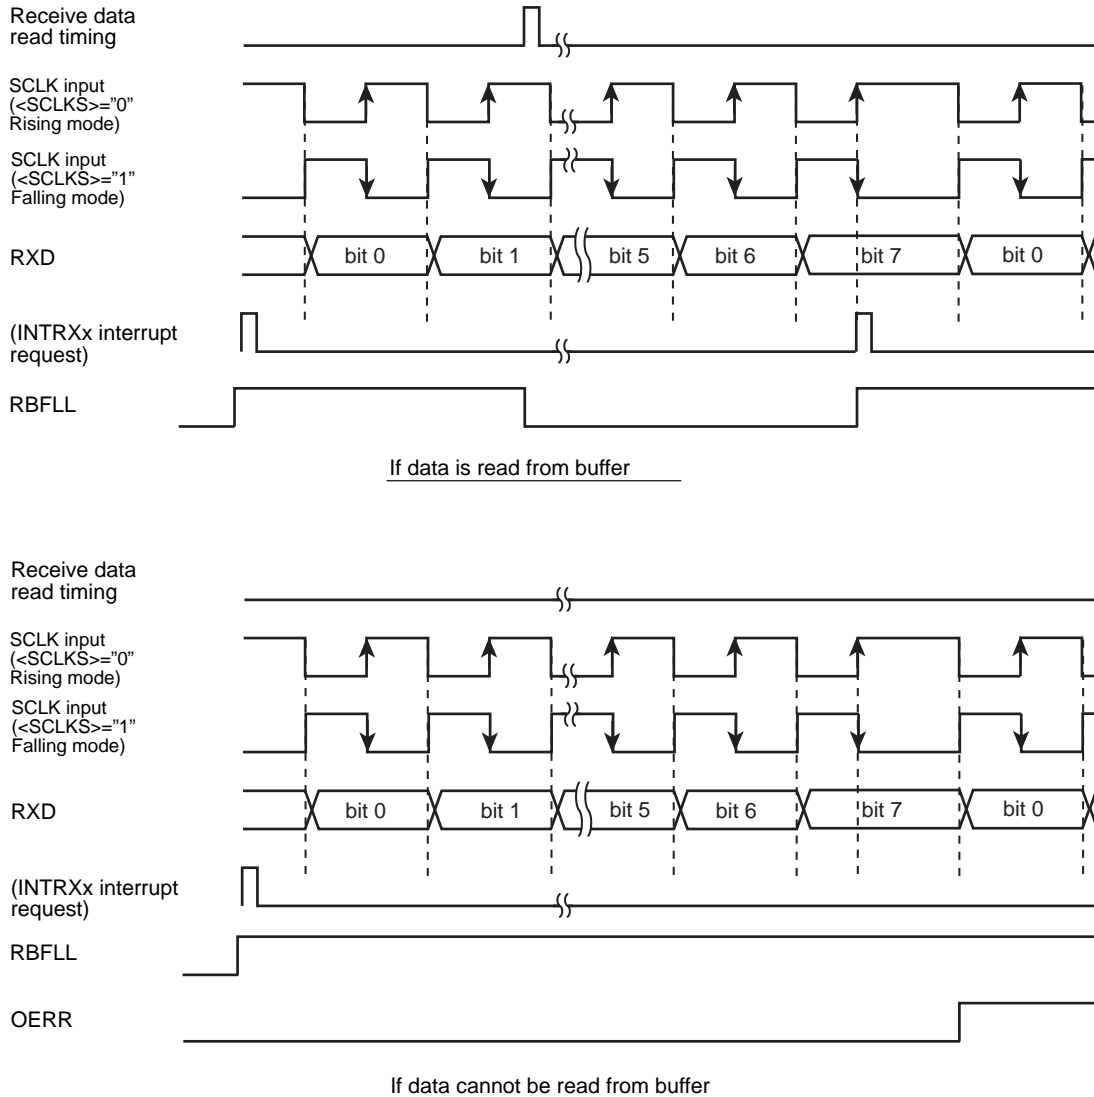 Receive data
read timing
SCLK input
(<SCLKS>=”0”
Rising mode)
SCLK input
(<SCLKS>=”1”
Falling mode)
RXD
bit 0
bit 1
bit 5
bit 6
bit 7
bit 0
(INTRXx interrupt
request)
RBFLL
If data is read from buffer
Receive data
read timing
SCLK input
(<SCLKS>=”0”
Rising mode)
SCLK input
(<SCLKS>=”1”
Falling mode)
RXD
bit 0
bit 1
bit 5
bit 6
bit 7
bit 0
(INTRXx interrupt
request)
RBFLL
OERR
If data cannot be read from buffer